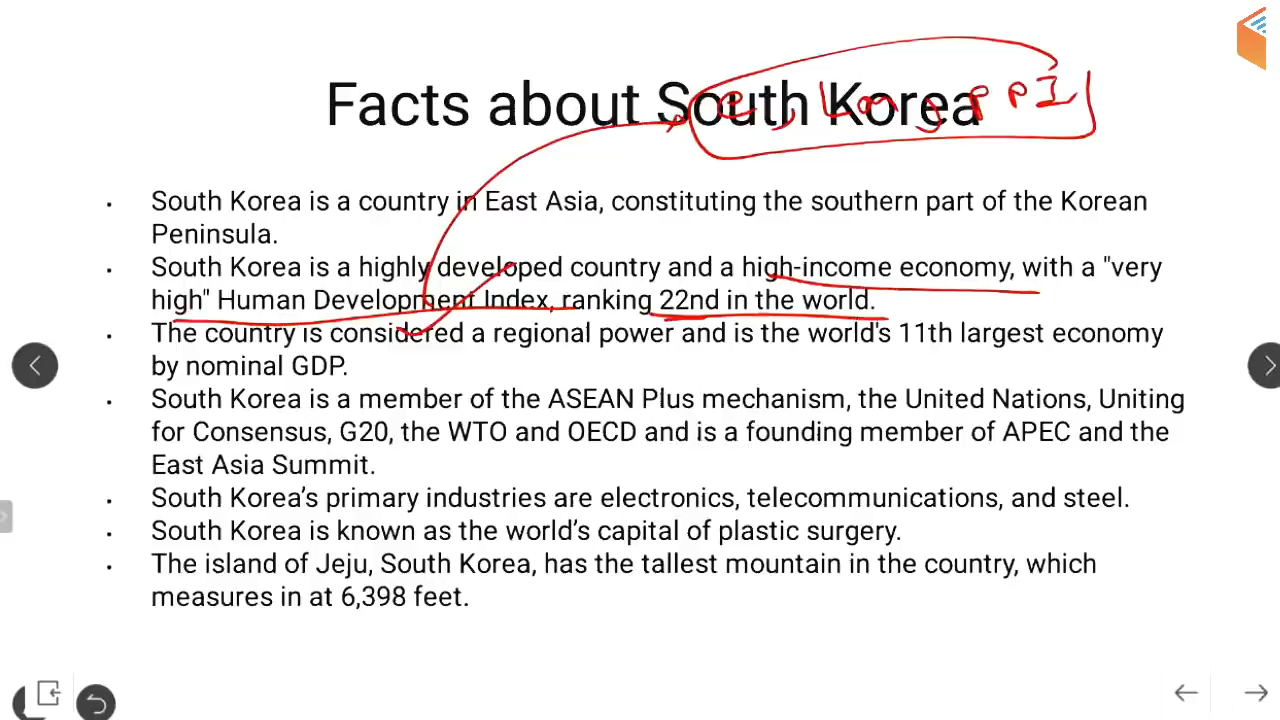 Facts about South Korea
e, Ln, PPI
South Korea is a country in East Asia, constituting the southern part of the Korean
Peninsula.
South Korea is a highly developed country and a high-income economy, with a "very
high" Human Development Index, ranking 22nd in the world.
The country is considered a regional power and is the world's 11th largest economy
by nominal GDP.
South Korea is a member of the ASEAN Plus mechanism, the United Nations, Uniting
for Consensus, G20, the WTO and OECD and is a founding member of APEC and the
East Asia Summit.
South Korea’s primary industries are electronics, telecommunications, and steel.
South Korea is known as the world’s capital of plastic surgery.
The island of Jeju, South Korea, has the tallest mountain in the country, which
measures in at 6,398 feet.